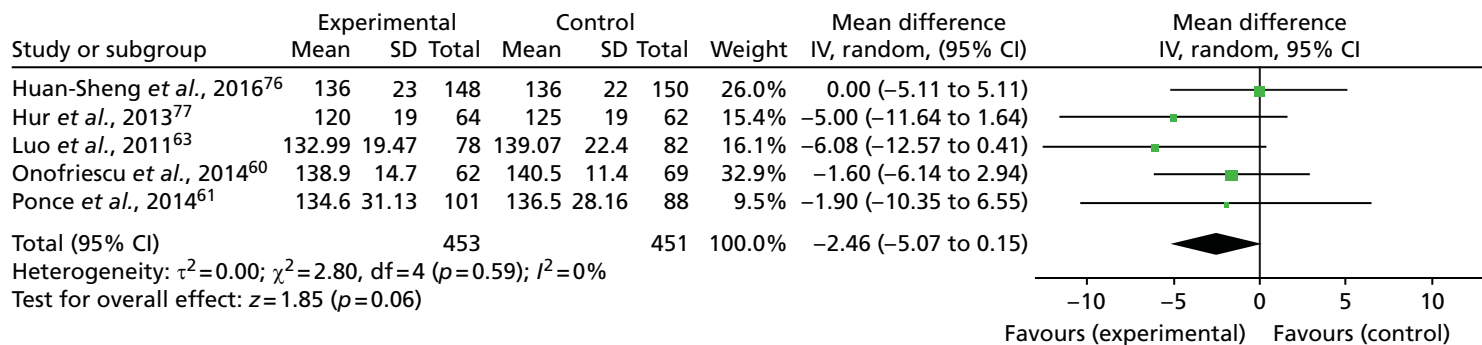 Experimental Control Mean difference Mean difference
Study or subgroup Mean SD Total Mean SD Total Weight IV, random, (95% CI) IV, random, 95% CI
Huan-Sheng et al., 2016⁷⁶ 136 23 148 136 22 150 26.0% 0.00 (−5.11 to 5.11)
Hur et al., 2013⁷⁷ 120 19 64 125 19 62 15.4% −5.00 (−11.64 to 1.64)
Luo et al., 2011⁶³ 132.99 19.47 78 139.07 22.4 82 16.1% −6.08 (−12.57 to 0.41)
Onofriescu et al., 2014⁶⁰ 138.9 14.7 62 140.5 11.4 69 32.9% −1.60 (−6.14 to 2.94)
Ponce et al., 2014⁶¹ 134.6 31.13 101 136.5 28.16 88 9.5% −1.90 (−10.35 to 6.55)
Total (95% CI) 453 451 100.0% −2.46 (−5.07 to 0.15)
Heterogeneity: τ²=0.00; χ²=2.80, df=4 (p=0.59); I²=0%
Test for overall effect: z=1.85 (p=0.06)
−10 −5 0 5 10
Favours (experimental) Favours (control)